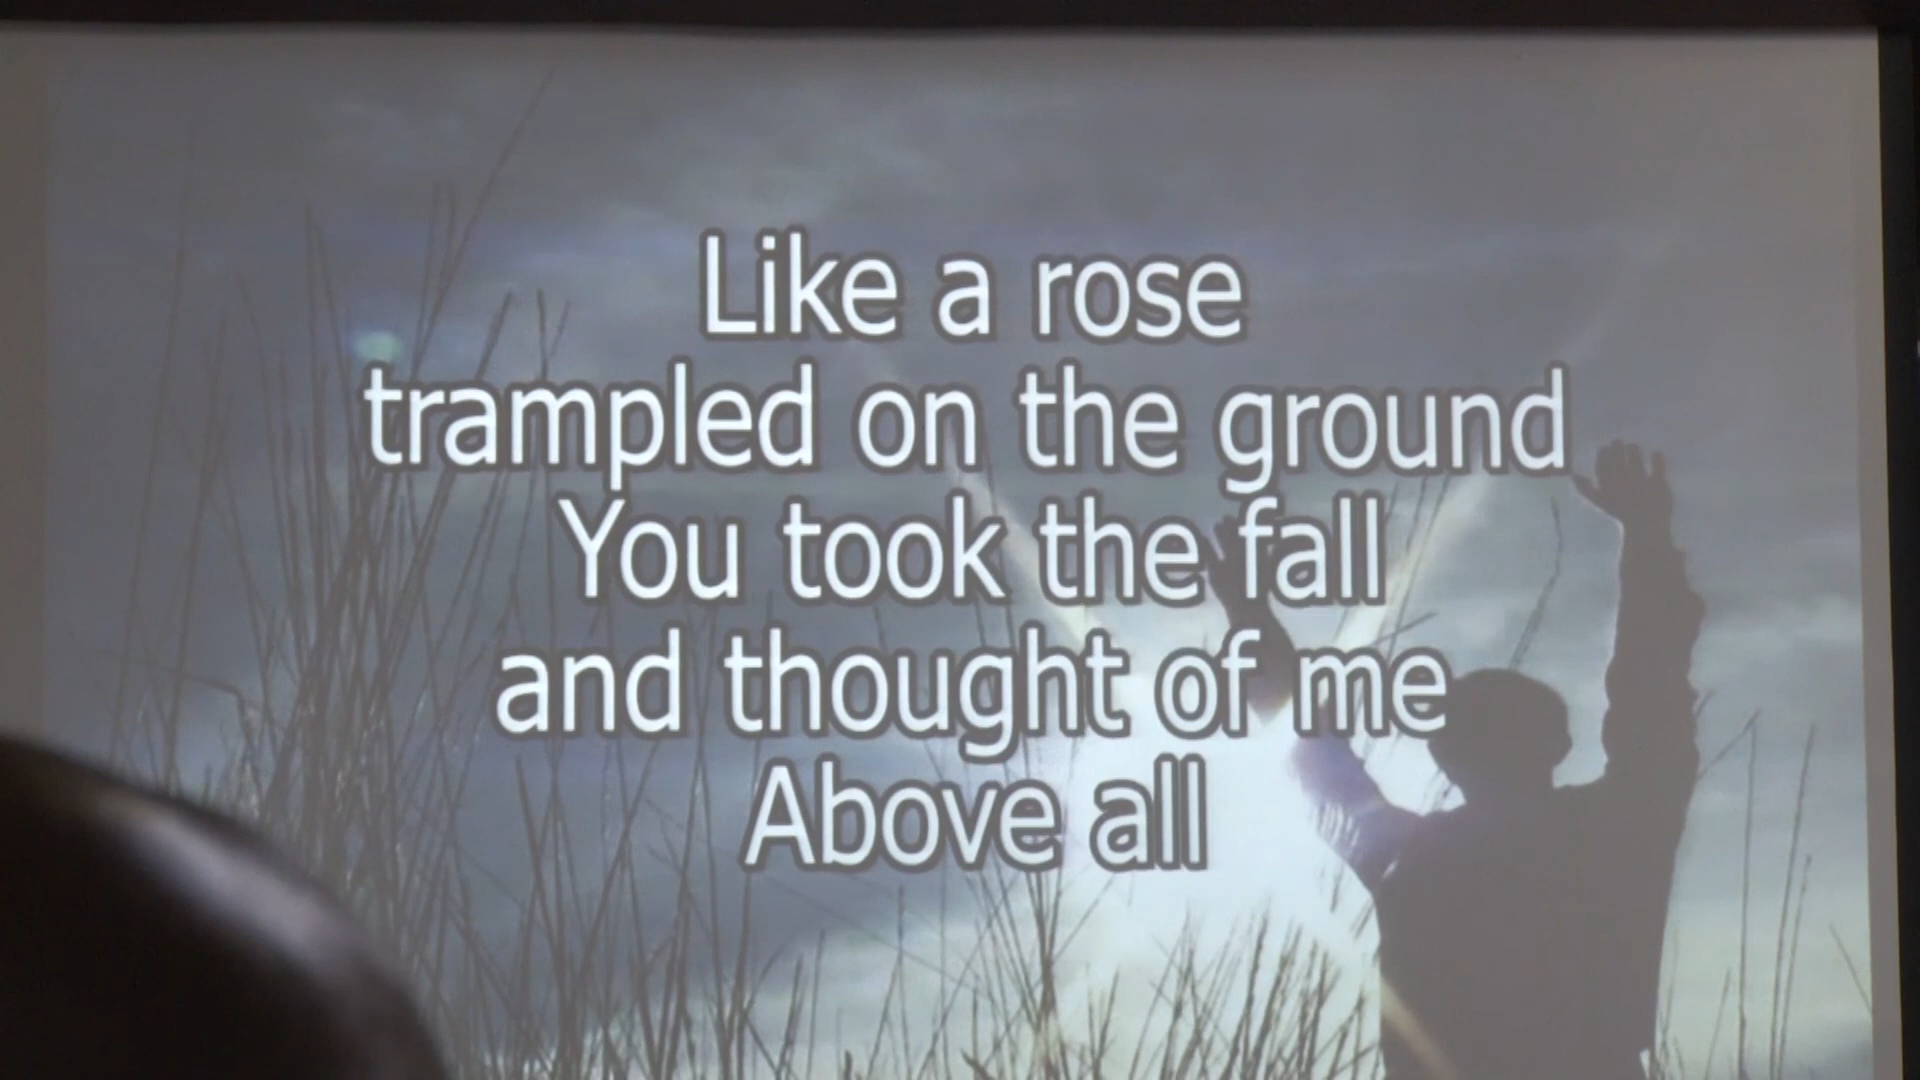 Like a rose
trampled on the ground
You took the fall
and thought of me
Above all